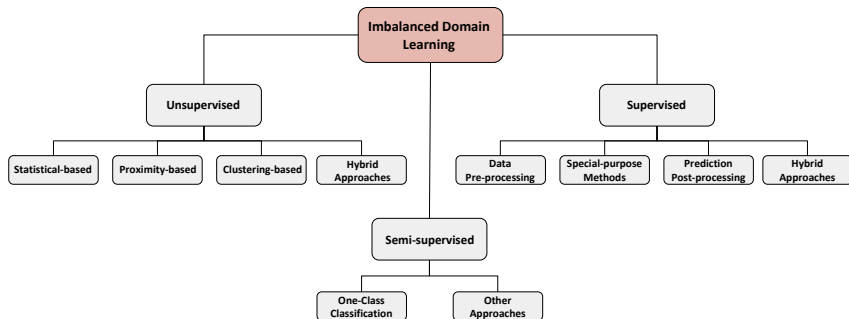 Imbalanced Domain
Learning
Unsupervised
Supervised
Statistical-based
Proximity-based
Clustering-based
Hybrid
Approaches
Data
Pre-processing
Special-purpose
Methods
Prediction
Post-processing
Hybrid
Approaches
Semi-supervised
One-Class
Classification
Other
Approaches